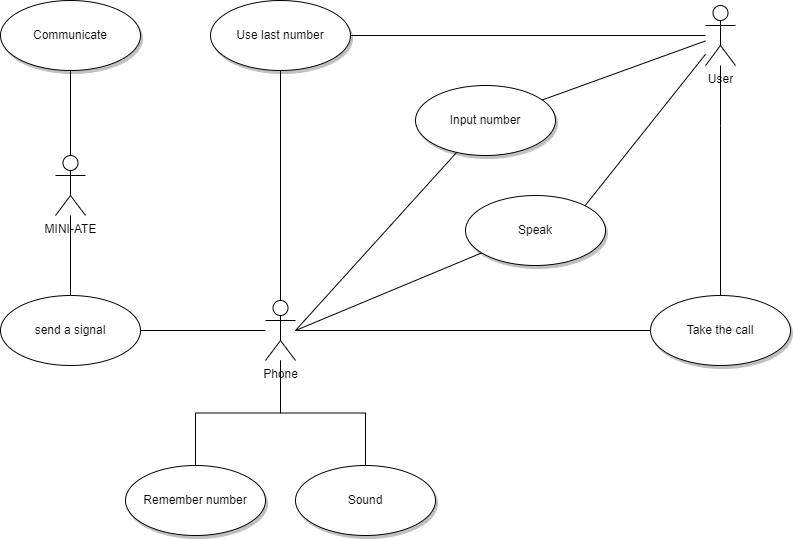 Communicate
Use last number
User
Input number
MINI-ATE
Speak
send a signal
Take the call
Phone
Remember number
Sound